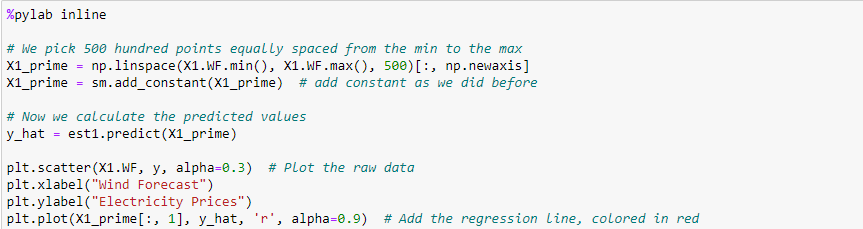 %pylab inline
# We pick 500 hundred points equally spaced from the min to the max
X1_prime = np.linspace(X1.WF.min(), X1.WF.max(), 500)[:, np.newaxis]
X1_prime = sm.add_constant(X1_prime)  # add constant as we did before
# Now we calculate the predicted values
y_hat = est1.predict(X1_prime)
plt.scatter(X1.WF, y, alpha=0.3)  # Plot the raw data
plt.xlabel("Wind Forecast")
plt.ylabel("Electricity Prices")
plt.plot(X1_prime[:, 1], y_hat, 'r', alpha=0.9)  # Add the regression line, colored in red